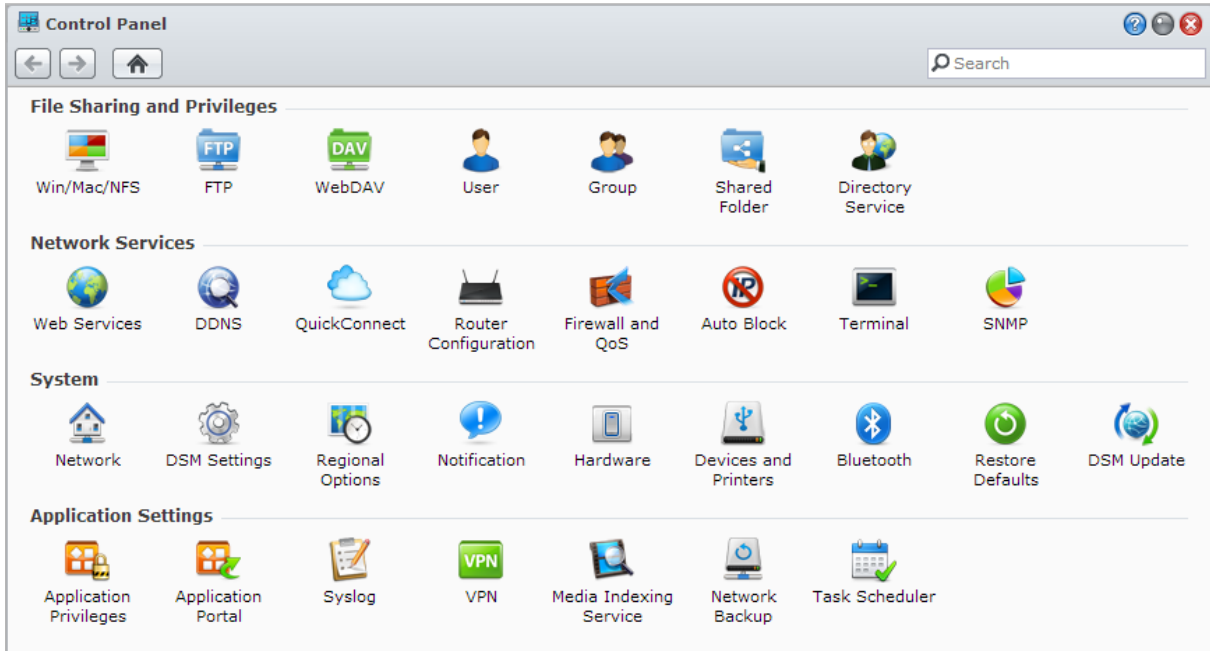 Control Panel
Search
File Sharing and Privileges
FTP DAV
Win/Mac/NFS FTP WebDAV User Group Shared Directory
Folder Service
Network Services
IP
Web Services DDNS QuickConnect Router Firewall and Auto Block Terminal SNMP
Configuration QoS
System
Network DSM Settings Regional Notification Hardware Devices and Bluetooth Restore DSM Update
Options Printers Defaults
Application Settings
VPN
Application Application Syslog VPN Media Indexing Network Task Scheduler
Privileges Portal Service Backup